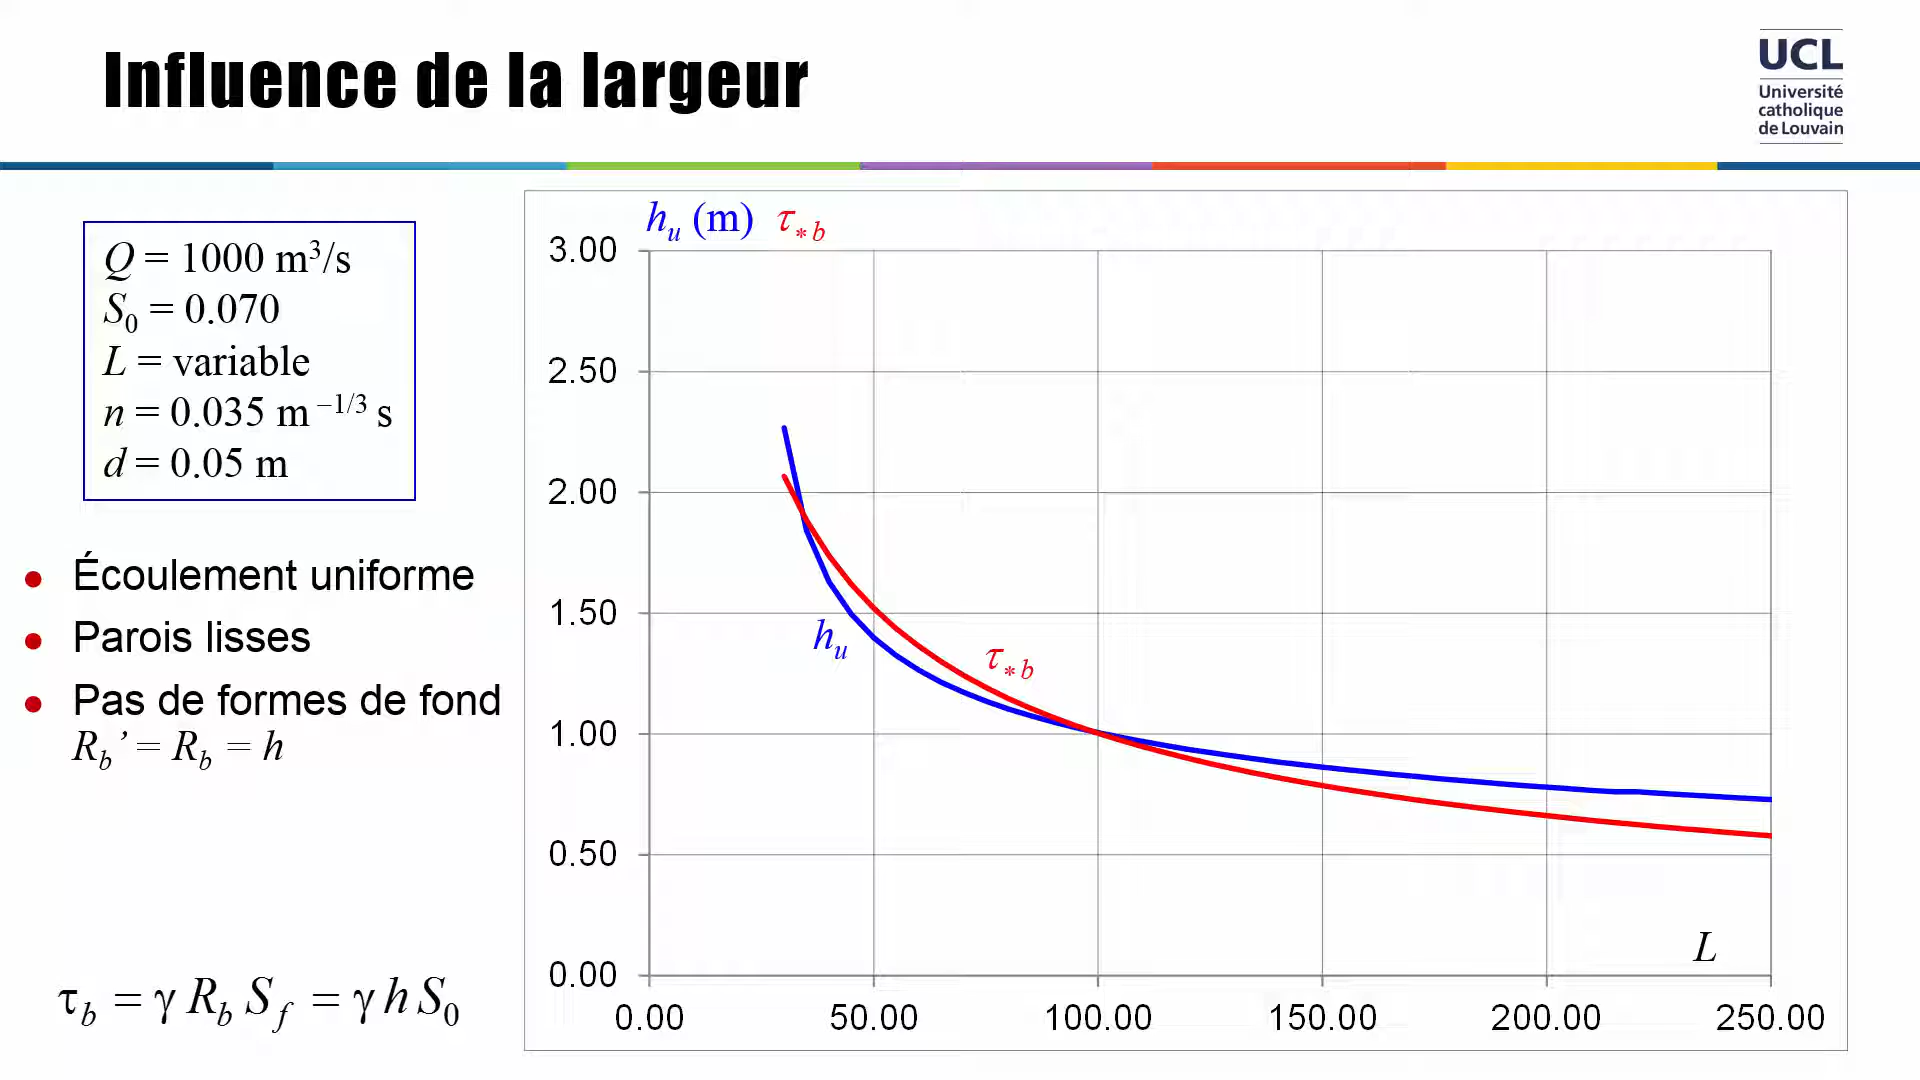 Influence de la largeur
UCL
Université
catholique
de Louvain
Q = 1000 m³/s
S₀ = 0.070
L = variable
n = 0.035 m⁻¹/³ s
d = 0.05 m
● Écoulement uniforme
● Parois lisses
● Pas de formes de fond
R_b’ = R_b = h
τ_b = γ R_b S_f = γ h S₀
h_u (m) τ_*b
3.00
2.50
2.00
1.50
1.00
0.50
0.00
h_u
τ_*b
L
0.00 50.00 100.00 150.00 200.00 250.00